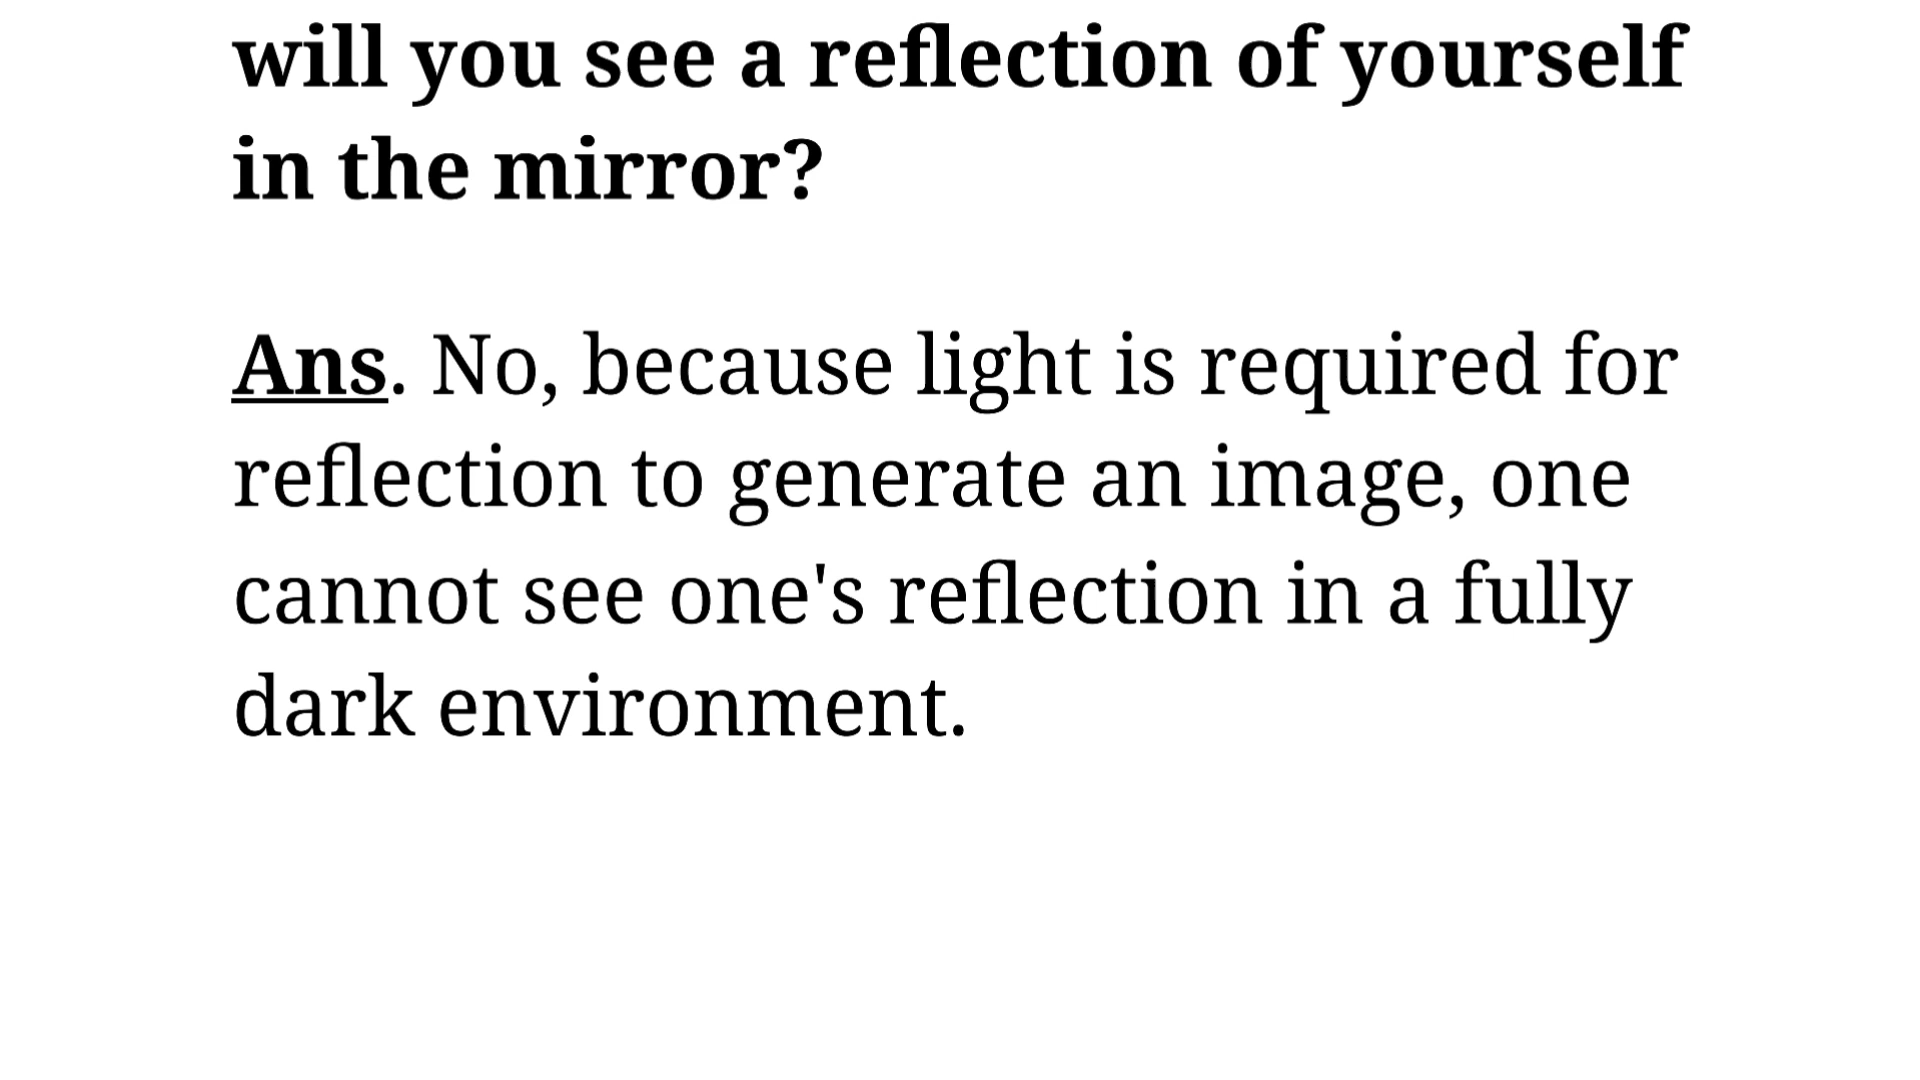 will you see a reflection of yourself
in the mirror?
Ans. No, because light is required for
reflection to generate an image, one
cannot see one's reflection in a fully
dark environment.